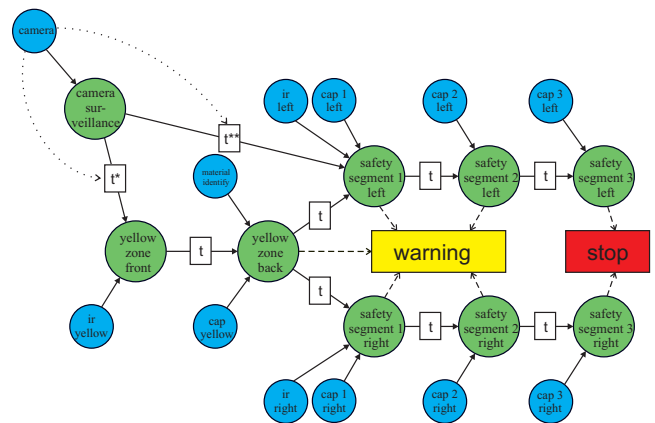 camera
camera
sur-
veillance
ir
left
cap 1
left
cap 2
left
cap 3
left
t**
t*
material
identify
safety
segment 1
left
t
safety
segment 2
left
t
safety
segment 3
left
t
yellow
zone
front
t
yellow
zone
back
warning
stop
t
ir
yellow
cap
yellow
safety
segment 1
right
t
safety
segment 2
right
t
safety
segment 3
right
ir
right
cap 1
right
cap 2
right
cap 3
right